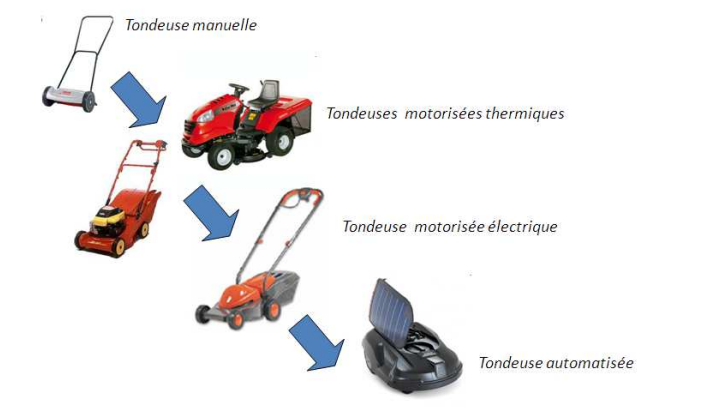 Tondeuse manuelle
Tondeuses motorisées thermiques
Tondeuse motorisée électrique
Tondeuse automatisée